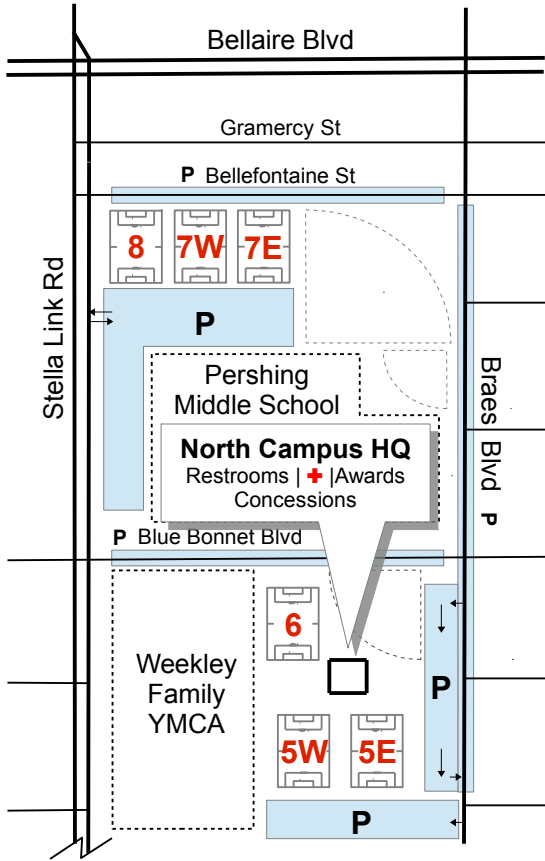 Bellaire Blvd
Gramercy St
P Bellefontaine St
8 7W 7E
Stella Link Rd
P
Pershing
Middle School
Braes Blvd P
North Campus HQ
Restrooms | ✚ |Awards
Concessions
P Blue Bonnet Blvd
6
Weekley
Family
YMCA
P
5W 5E
P